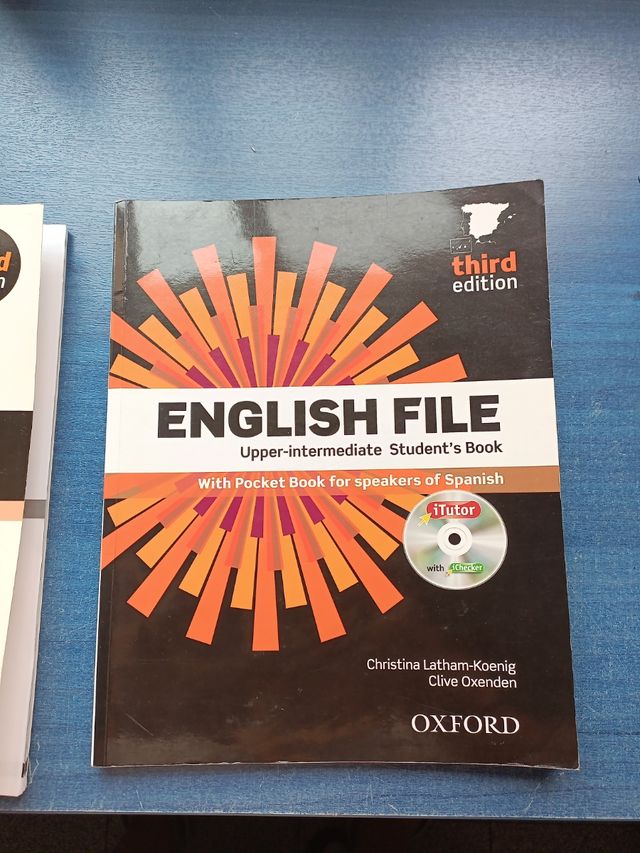 third
edition
ENGLISH FILE
Upper-intermediate Student's Book
With Pocket Book for speakers of Spanish
iTutor
with iChecker
Christina Latham-Koenig
Clive Oxenden
OXFORD